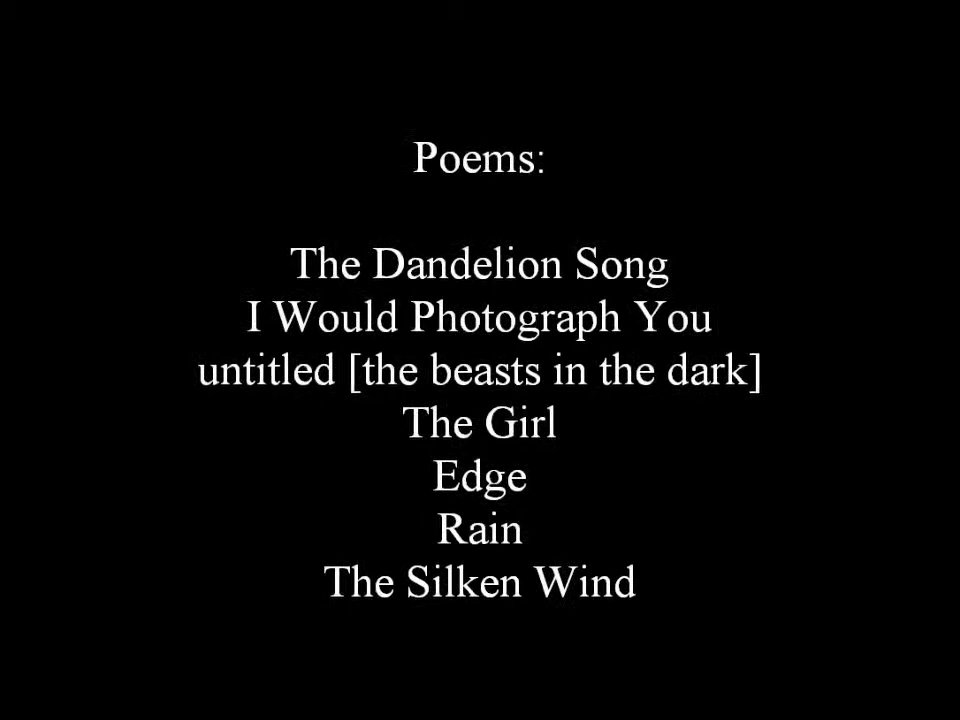 Poems:
The Dandelion Song
I Would Photograph You
untitled [the beasts in the dark]
The Girl
Edge
Rain
The Silken Wind